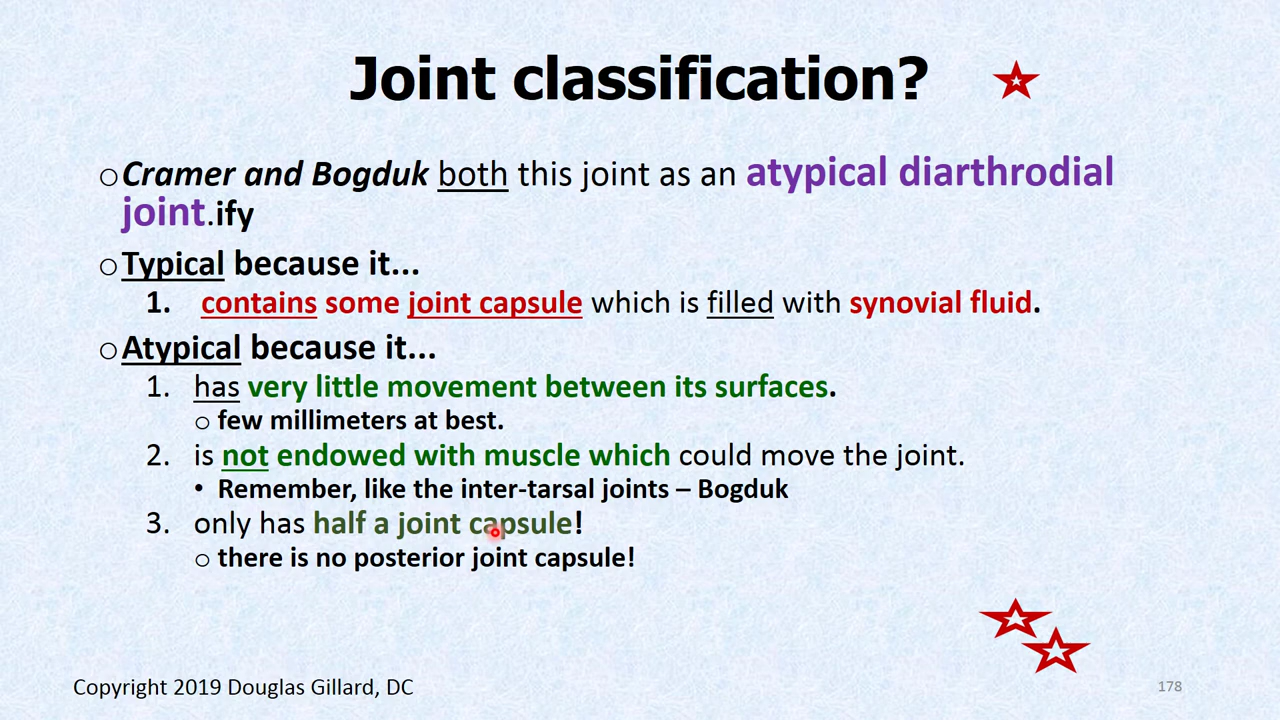 Joint classification?
○Cramer and Bogduk both this joint as an atypical diarthrodial
joint.ify
○Typical because it...
1. contains some joint capsule which is filled with synovial fluid.
○Atypical because it...
1. has very little movement between its surfaces.
○ few millimeters at best.
2. is not endowed with muscle which could move the joint.
• Remember, like the inter-tarsal joints – Bogduk
3. only has half a joint capsule!
○ there is no posterior joint capsule!
Copyright 2019 Douglas Gillard, DC
178